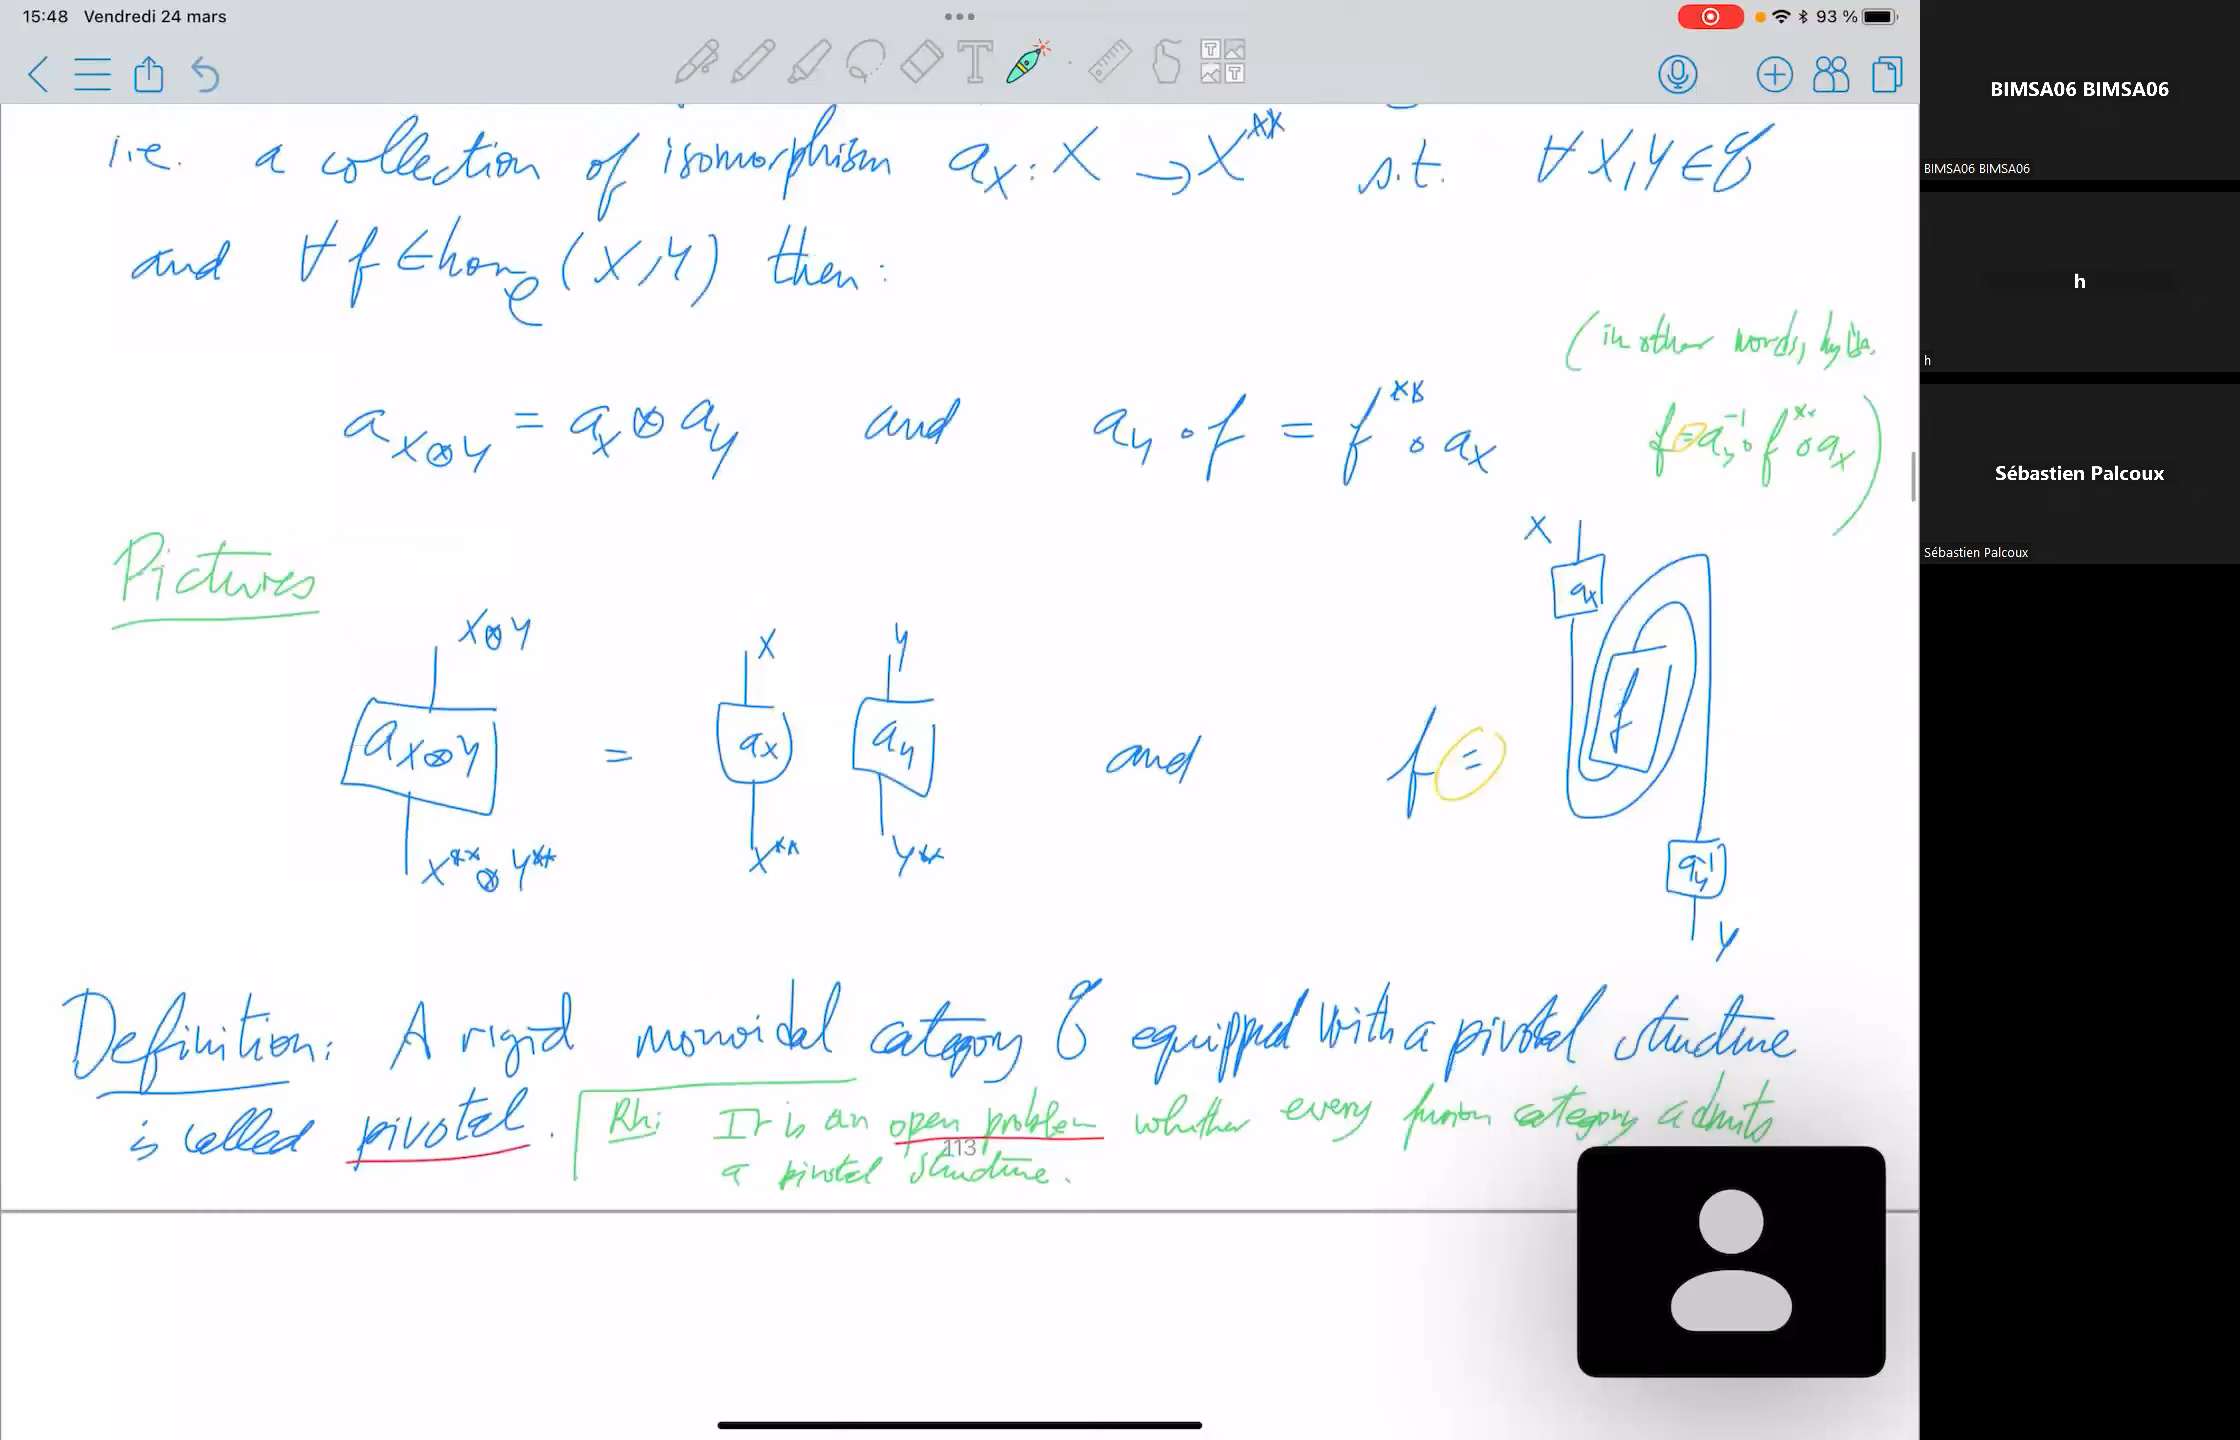 15:48 Vendredi 24 mars
93 %
i.e. a collection of isomorphism a_X : X → X** s.t. ∀ X, Y ∈ C
and ∀ f ∈ hom_C (X, Y) then :
(in other words,
a_{X⊗Y} = a_X ⊗ a_Y and a_Y ∘ f = f** ∘ a_X
f = a_Y^{-1} ∘ f** ∘ a_X )
Pictures
X⊗Y X Y X
a_X
a_{X⊗Y} = a_X a_Y and f = f
X** ⊗ Y** X** Y**
a_Y^{-1}
Y
Definition: A rigid monoidal category C equipped with a pivotal structure
is called pivotal. Rk: It is an open problem whether every fusion category admits
a pivotal structure.
113
BIMSA06 BIMSA06
BIMSA06 BIMSA06
h
h
Sébastien Palcoux
Sébastien Palcoux